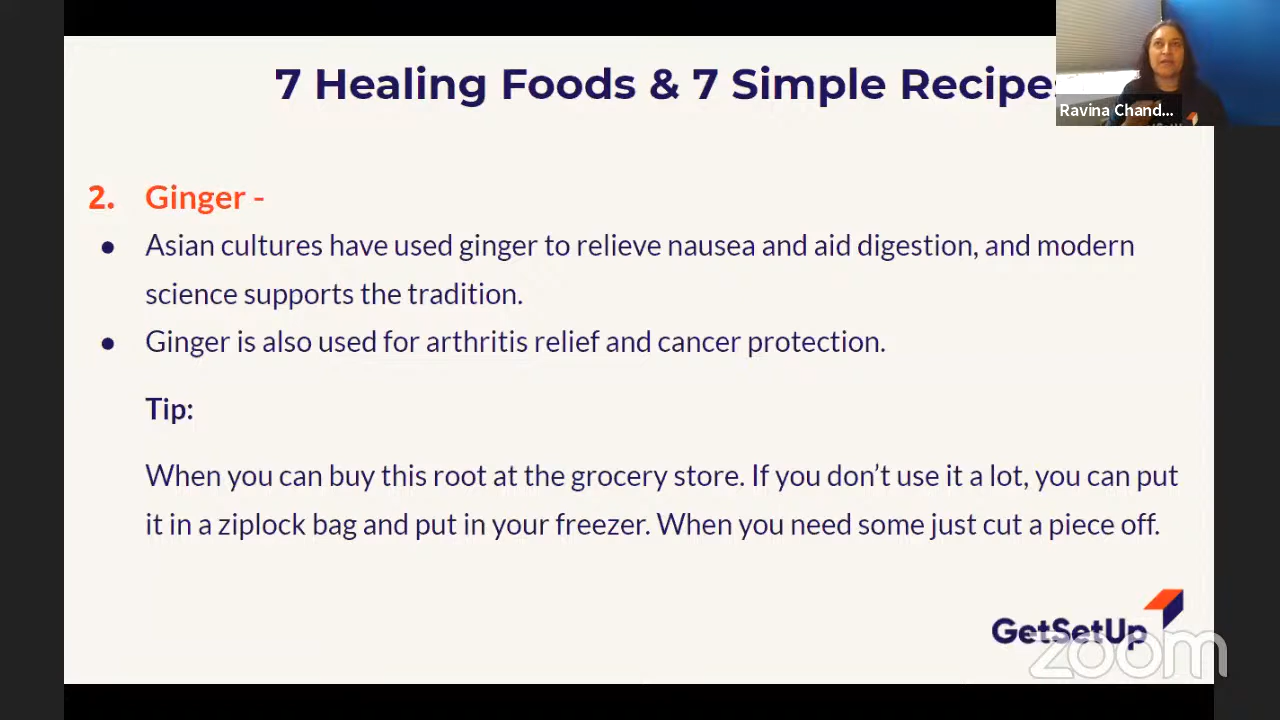 7 Healing Foods & 7 Simple Recipes
Ravina Chand...
2. Ginger -
● Asian cultures have used ginger to relieve nausea and aid digestion, and modern
science supports the tradition.
● Ginger is also used for arthritis relief and cancer protection.
Tip:
When you can buy this root at the grocery store. If you don’t use it a lot, you can put
it in a ziplock bag and put in your freezer. When you need some just cut a piece off.
GetSetUp
zoom